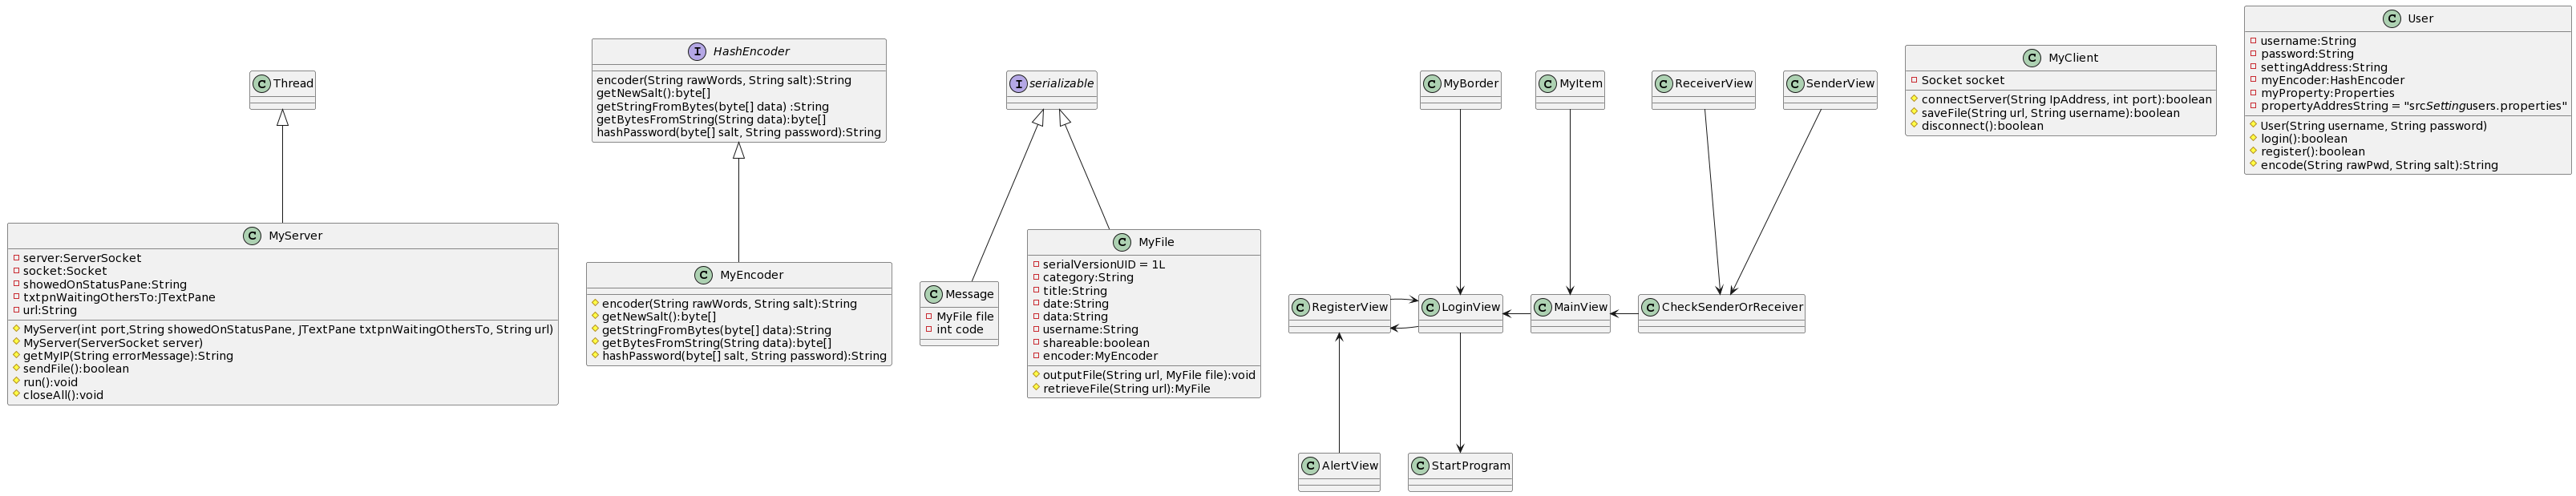 Thread
MyServer
server:ServerSocket
socket:Socket
showedOnStatusPane:String
txtpnWaitingOthersTo:JTextPane
url:String
MyServer(int port,String showedOnStatusPane, JTextPane txtpnWaitingOthersTo, String url)
MyServer(ServerSocket server)
getMyIP(String errorMessage):String
sendFile():boolean
run():void
closeAll():void
HashEncoder
encoder(String rawWords, String salt):String
getNewSalt():byte[]
getStringFromBytes(byte[] data) :String
getBytesFromString(String data):byte[]
hashPassword(byte[] salt, String password):String
MyEncoder
encoder(String rawWords, String salt):String
getNewSalt():byte[]
getStringFromBytes(byte[] data):String
getBytesFromString(String data):byte[]
hashPassword(byte[] salt, String password):String
serializable
Message
MyFile file
int code
MyFile
serialVersionUID = 1L
category:String
title:String
date:String
data:String
username:String
shareable:boolean
encoder:MyEncoder
outputFile(String url, MyFile file):void
retrieveFile(String url):MyFile
MyBorder
MyItem
ReceiverView
SenderView
RegisterView
LoginView
MainView
CheckSenderOrReceiver
AlertView
StartProgram
MyClient
Socket socket
connectServer(String IpAddress, int port):boolean
saveFile(String url, String username):boolean
disconnect():boolean
User
username:String
password:String
settingAddress:String
myEncoder:HashEncoder
myProperty:Properties
propertyAddresString = "srcSettingusers.properties"
User(String username, String password)
login():boolean
register():boolean
encode(String rawPwd, String salt):String